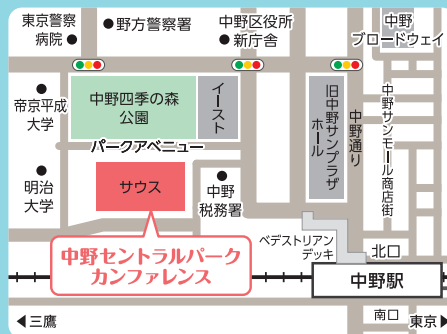 東京警察
病院
野方警察署
中野区役所
新庁舎
中野
ブロードウェイ
帝京平成
大学
中野四季の森
公園
イースト
旧中野サンプラザ
ホール
中野通り
中野サンモール商店街
パークアベニュー
明治
大学
サウス
中野
税務署
中野セントラルパーク
カンファレンス
ペデストリアン
デッキ
北口
中野駅
南口
三鷹
東京